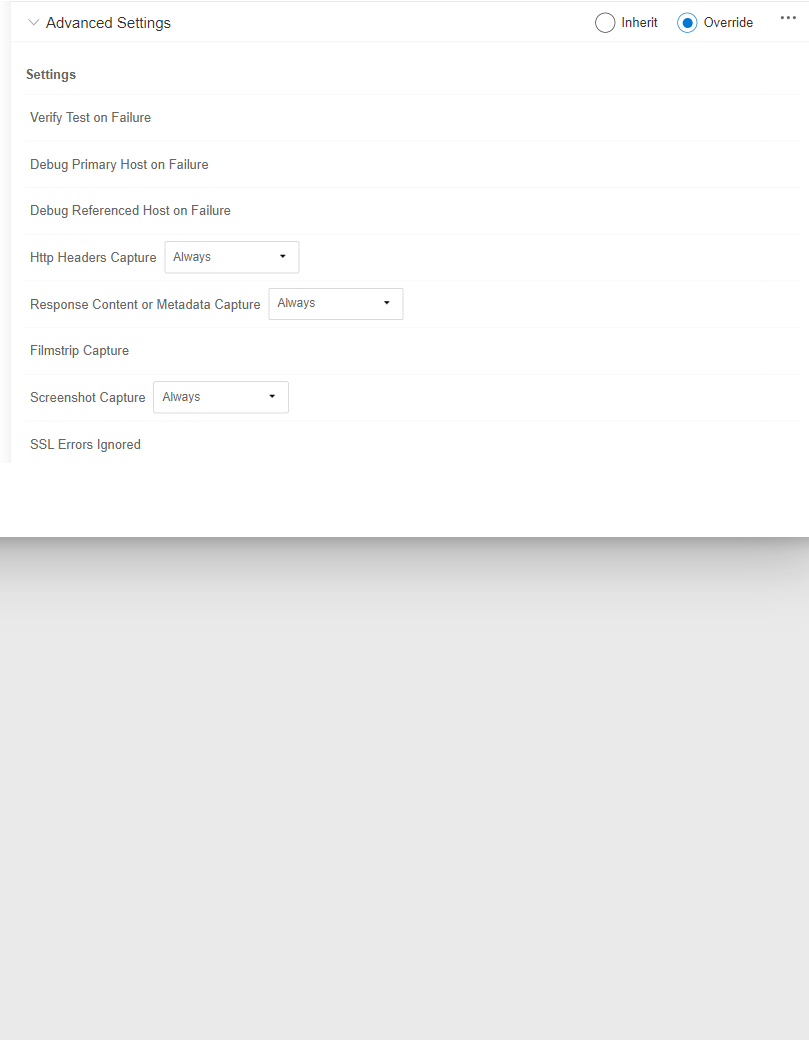 Advanced Settings Inherit Override ...
Settings
Verify Test on Failure
Debug Primary Host on Failure
Debug Referenced Host on Failure
Http Headers Capture Always
Response Content or Metadata Capture Always
Filmstrip Capture
Screenshot Capture Always
SSL Errors Ignored